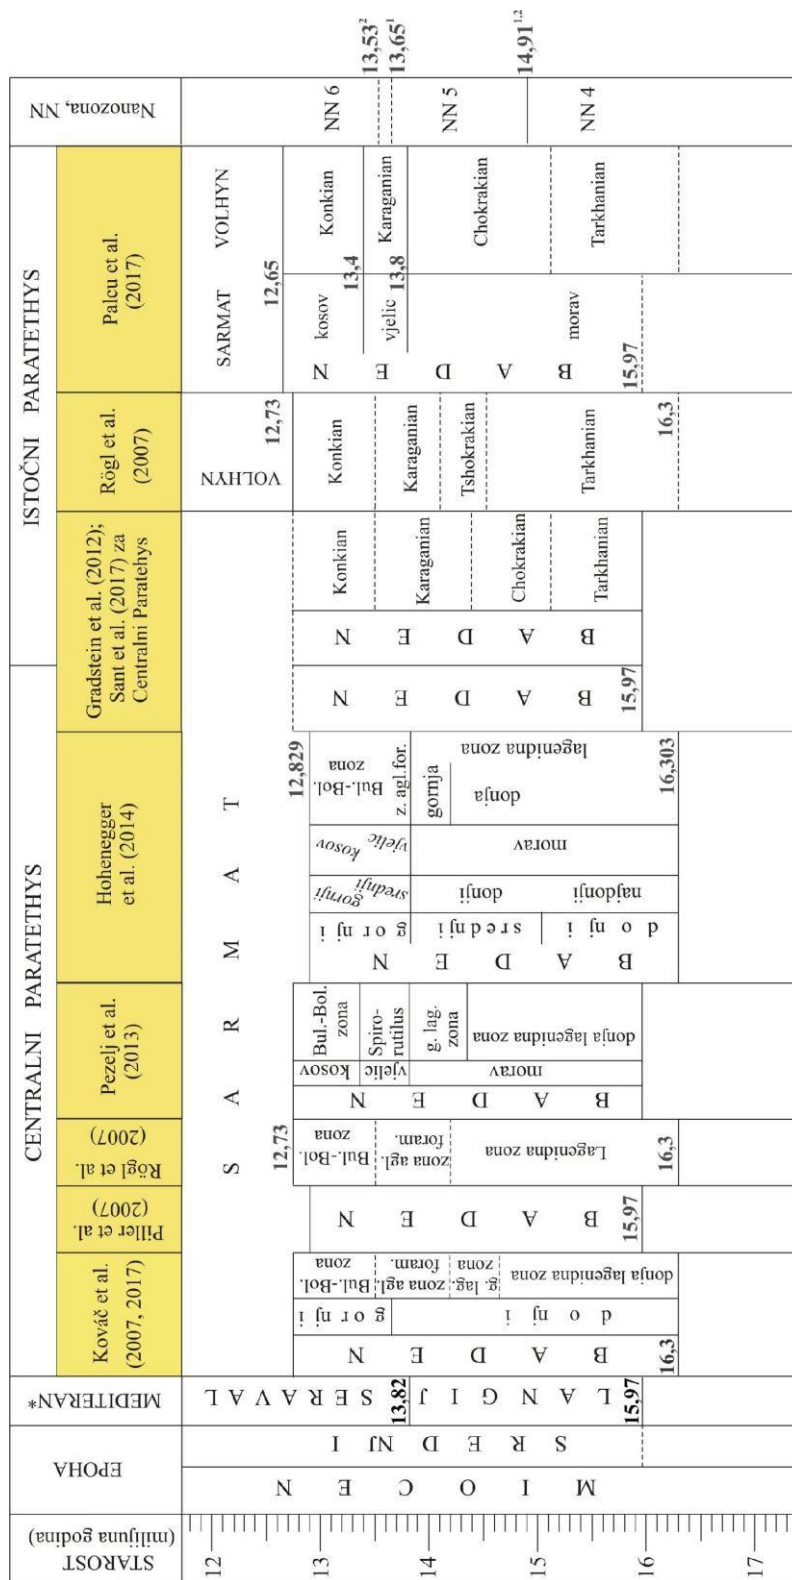 STAROST
(milijuna godina)
12
13
14
15
16
17
EPOHA
MIOCEN
SREDNJI
MEDITERAN*
SERAVAL
13,82
LANGIJ
15,97
CENTRALNI PARATETHYS
Kováč et al.
(2007, 2017)
BADEN
16,3
gornji
donji
Bul.-Bol.
zona
zona agl.
foram.
g. lag.
zona
donja lagenidna zona
Piller et al.
(2007)
BADEN
15,97
Rögl et al.
(2007)
12,73
Bul.-Bol.
zona
zona agl.
foram.
Lagenidna zona
16,3
SARMAT
Pezelj et al.
(2013)
BADEN
kosov
vjelic
morav
Bul.-Bol.
zona
Spiro-
rutilus
g. lag.
zona
donja lagenidna zona
Hohenegger
et al. (2014)
BADEN
gornji
srednji
donji
gornji
srednji
donji
najdonji
kosov
vjelic
morav
12,829
Bul.-Bol.
zona
z. agl.for.
gornja
donja
lagenidna zona
16,303
Gradstein et al. (2012);
Sant et al. (2017) za
Centralni Paratehys
BADEN
15,97
ISTOČNI PARATETHYS
BADEN
Konkian
Karaganian
Chokrakian
Tarkhanian
Rögl et al.
(2007)
VOLHYN
12,73
Konkian
Karaganian
Tshokrakian
Tarkhanian
16,3
Palcu et al.
(2017)
SARMAT VOLHYN
12,65
BADEN
15,97
kosov
13,4
vjelic
13,8
morav
Konkian
Karaganian
Chokrakian
Tarkhanian
Nanozona, NN
NN 6
NN 5
NN 4
13,53²
13,65¹
14,91¹·²